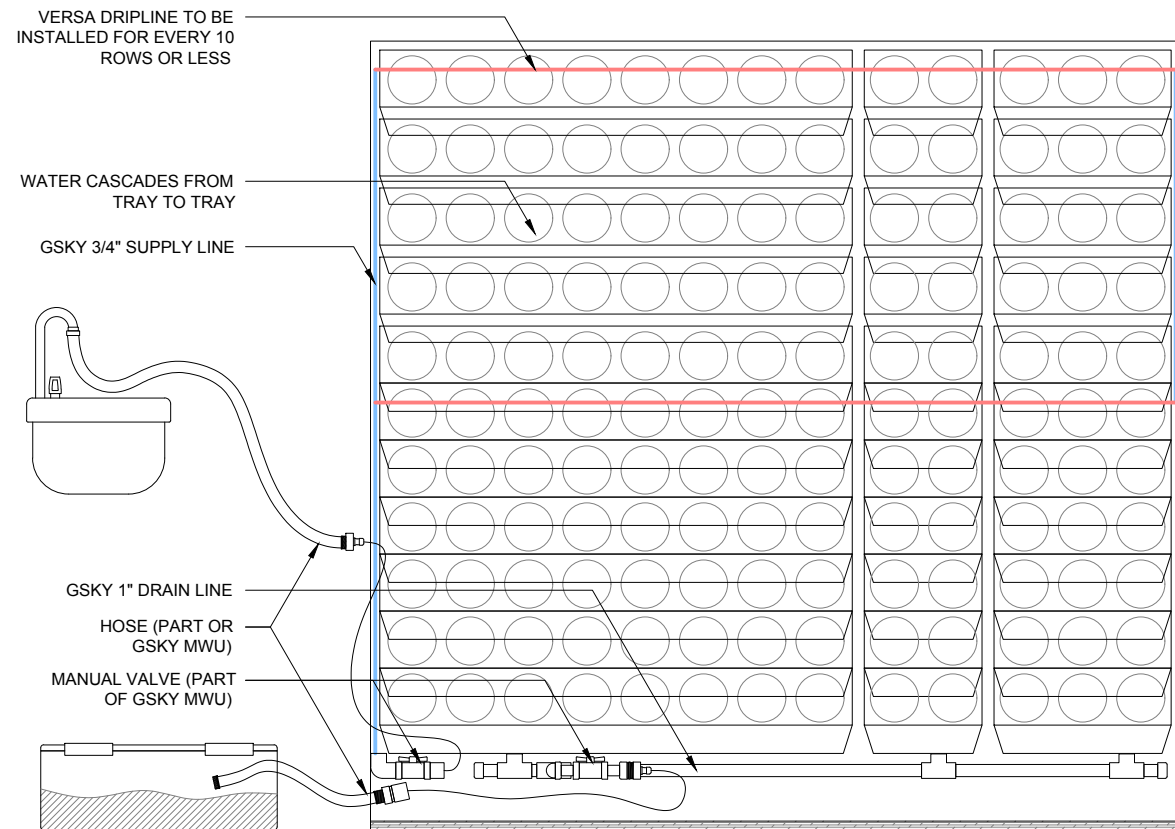 VERSA DRIPLINE TO BE
INSTALLED FOR EVERY 10
ROWS OR LESS
WATER CASCADES FROM
TRAY TO TRAY
GSKY 3/4" SUPPLY LINE
GSKY 1" DRAIN LINE
HOSE (PART OR
GSKY MWU)
MANUAL VALVE (PART
OF GSKY MWU)